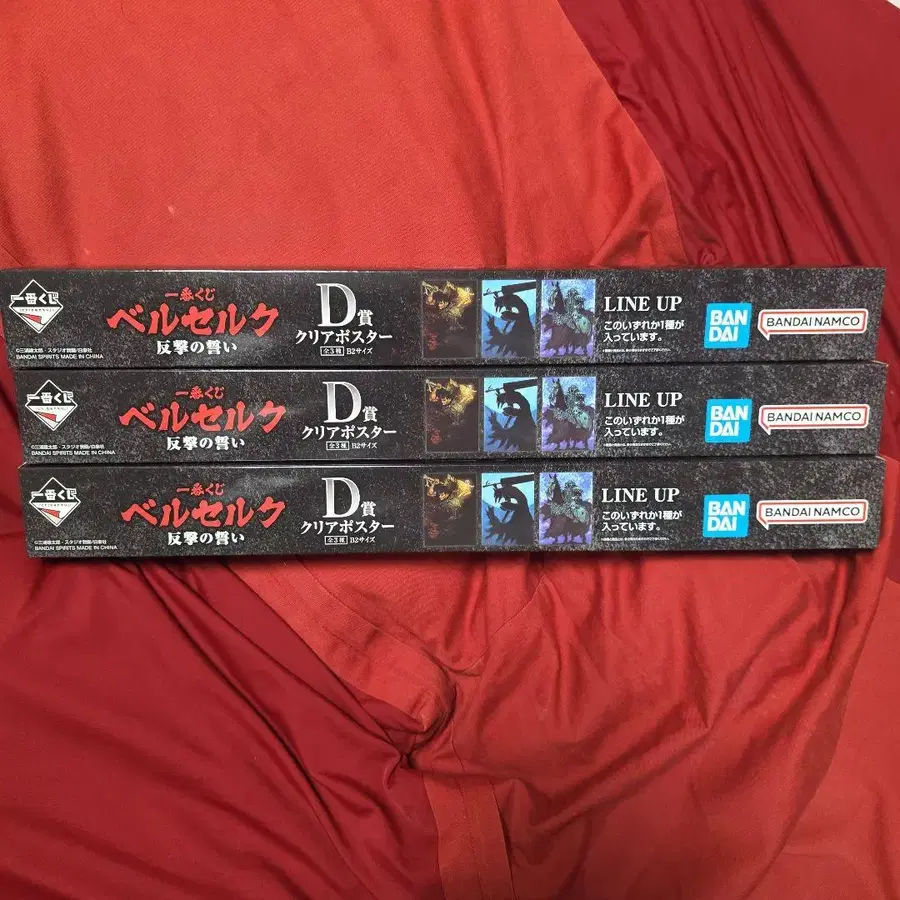 一番くじ
©三浦建太郎・スタジオ我画/白泉社
BANDAI SPIRITS MADE IN CHINA
一番くじ
ベルセルク
反撃の誓い
D賞
クリアポスター
全3種 B2サイズ
LINE UP
このいずれか1種が
入っています。
BAN
DAI
BANDAI NAMCO
一番くじ
©三浦建太郎・スタジオ我画/白泉社
BANDAI SPIRITS MADE IN CHINA
一番くじ
ベルセルク
反撃の誓い
D賞
クリアポスター
全3種 B2サイズ
LINE UP
このいずれか1種が
入っています。
BAN
DAI
BANDAI NAMCO
一番くじ
©三浦建太郎・スタジオ我画/白泉社
BANDAI SPIRITS MADE IN CHINA
一番くじ
ベルセルク
反撃の誓い
D賞
クリアポスター
全3種 B2サイズ
LINE UP
このいずれか1種が
入っています。
BAN
DAI
BANDAI NAMCO